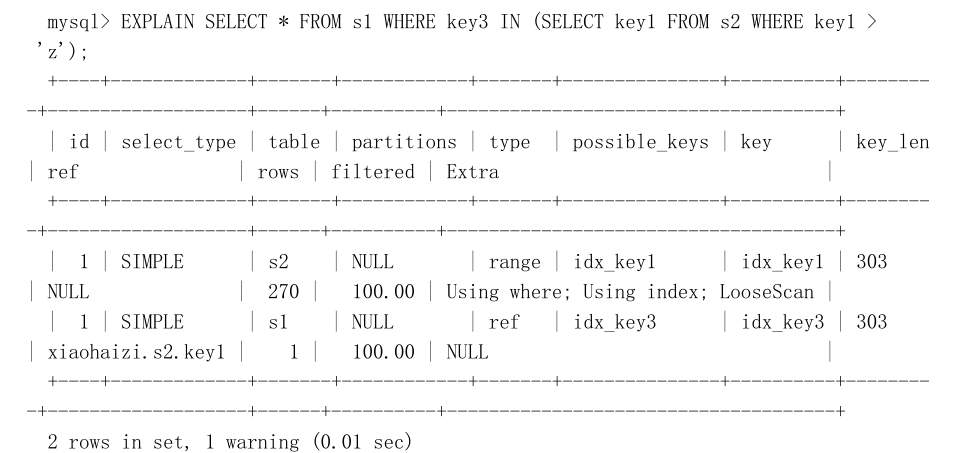 mysql> EXPLAIN SELECT * FROM s1 WHERE key3 IN (SELECT key1 FROM s2 WHERE key1 >
'z');
+----+-------------+-------+------------+-------+---------------+----------+--------
-+-------------------+------+----------+-------------------------------------+
| id | select_type | table | partitions | type | possible_keys | key | key_len
| ref | rows | filtered | Extra |
+----+-------------+-------+------------+-------+---------------+----------+--------
-+-------------------+------+----------+-------------------------------------+
| 1 | SIMPLE | s2 | NULL | range | idx_key1 | idx_key1 | 303
| NULL | 270 | 100.00 | Using where; Using index; LooseScan |
| 1 | SIMPLE | s1 | NULL | ref | idx_key3 | idx_key3 | 303
| xiaohaizi.s2.key1 | 1 | 100.00 | NULL |
+----+-------------+-------+------------+-------+---------------+----------+--------
-+-------------------+------+----------+-------------------------------------+
2 rows in set, 1 warning (0.01 sec)